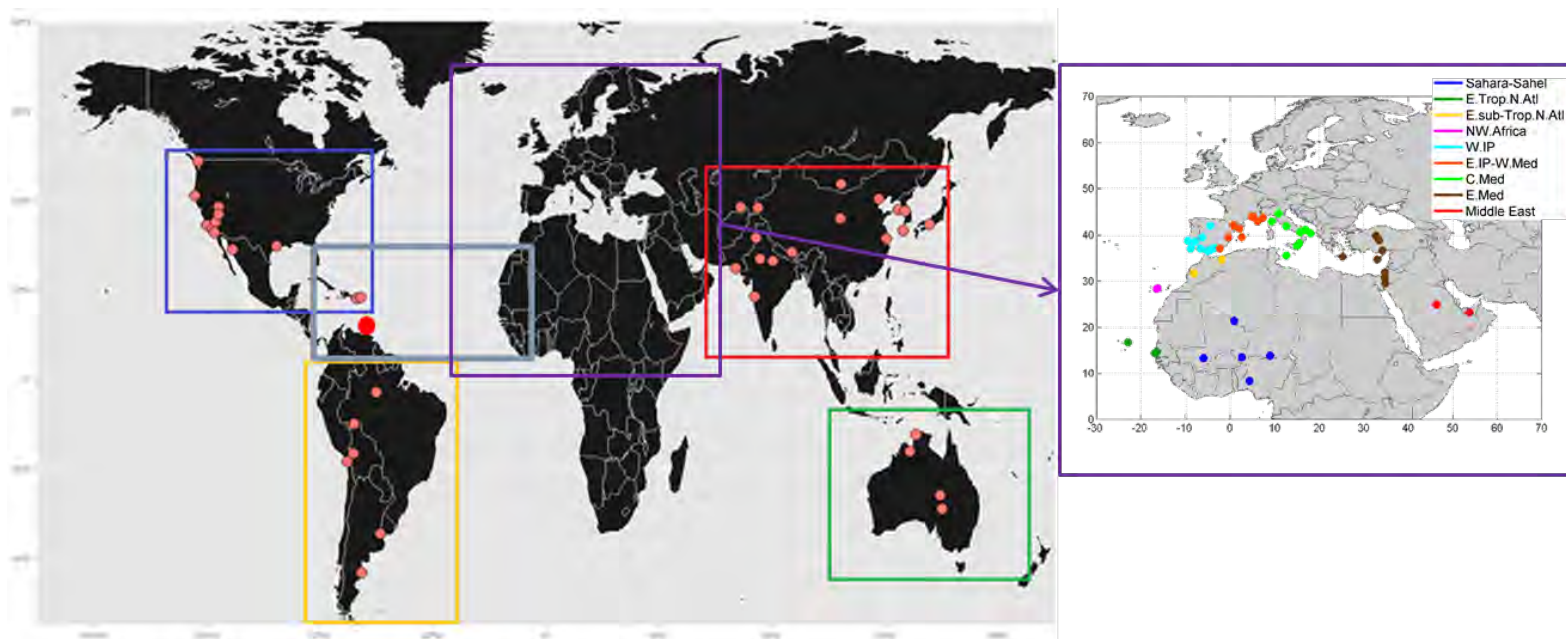 Sahara-Sahel
E.Trop.N.Atl
E.sub-Trop.N.Atl
NW.Africa
W.IP
E.IP-W.Med
C.Med
E.Med
Middle East
70
60
50
40
30
20
10
0
-30 -20 -10 0 10 20 30 40 50 60 70